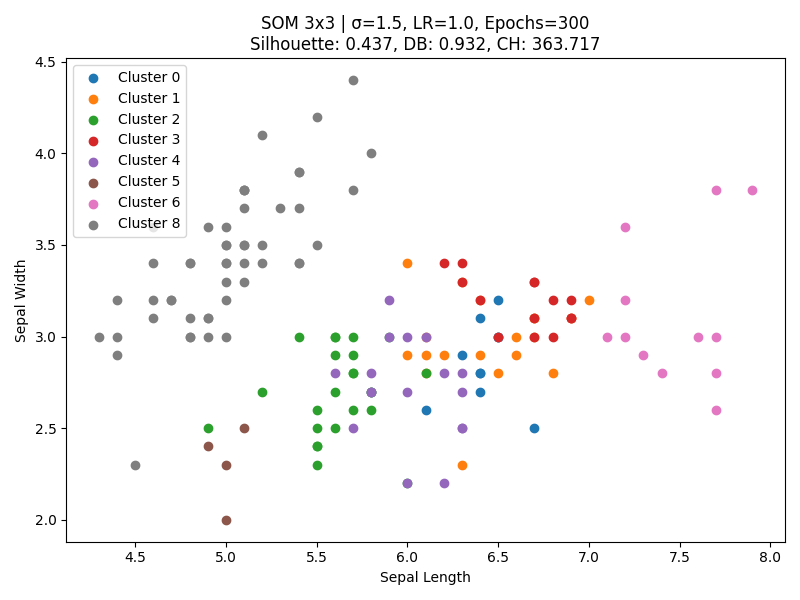 SOM 3x3 | σ=1.5, LR=1.0, Epochs=300
Silhouette: 0.437, DB: 0.932, CH: 363.717
Cluster 0
Cluster 1
Cluster 2
Cluster 3
Cluster 4
Cluster 5
Cluster 6
Cluster 8
4.5
4.0
3.5
3.0
2.5
2.0
Sepal Width
4.5
5.0
5.5
6.0
6.5
7.0
7.5
8.0
Sepal Length